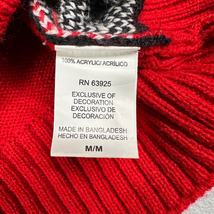 100% ACRYLIC/ ACRÍLICO
RN 63925
EXCLUSIVE OF
DECORATION
EXCLUSIVO DE
DECORACIÓN
MADE IN BANGLADESH
HECHO EN BANGLADESH
M/M